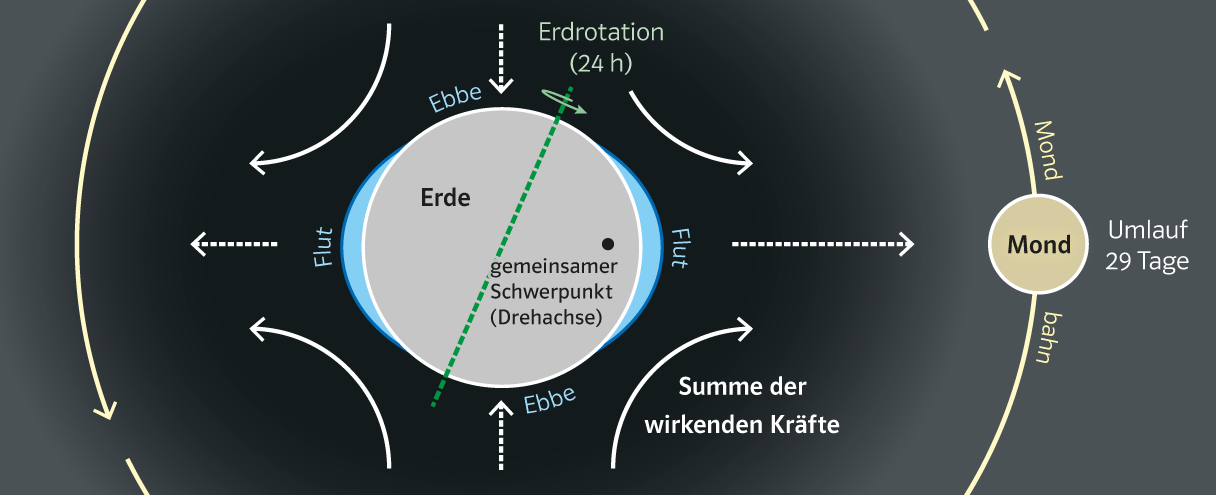 Erdrotation
(24 h)
Ebbe
Erde
Flut
Flut
gemeinsamer
Schwerpunkt
(Drehachse)
Mond
bahn
Mond
Umlauf
29 Tage
Ebbe
Summe der
wirkenden Kräfte